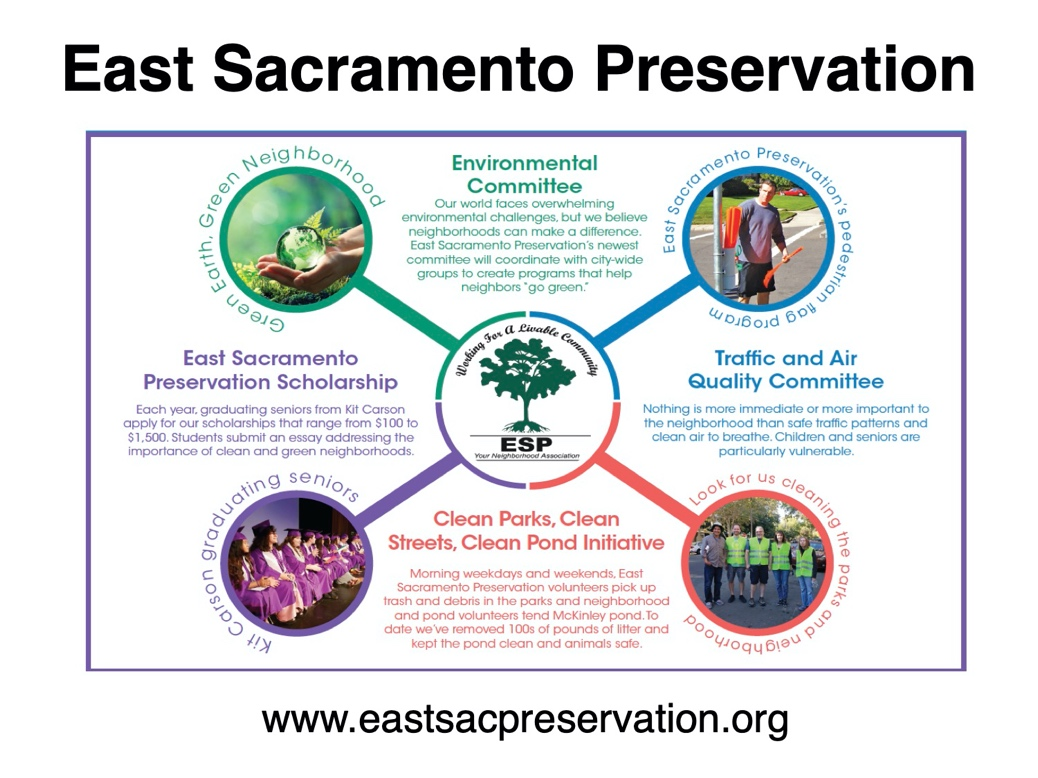 East Sacramento Preservation
Green Earth, Green Neighborhood
Environmental
Committee
Our world faces overwhelming
environmental challenges, but we believe
neighborhoods can make a difference.
East Sacramento Preservation's newest
committee will coordinate with city-wide
groups to create programs that help
neighbors "go green."
East Sacramento Preservation's pedestrian flag program
East Sacramento
Preservation Scholarship
Each year, graduating seniors from Kit Carson
apply for our scholarships that range from $100 to
$1,500. Students submit an essay addressing the
importance of clean and green neighborhoods.
Working For A Livable Community
ESP
Your Neighborhood Association
Traffic and Air
Quality Committee
Nothing is more immediate or more important to
the neighborhood than safe traffic patterns and
clean air to breathe. Children and seniors are
particularly vulnerable.
Kit Carson graduating seniors
Clean Parks, Clean
Streets, Clean Pond Initiative
Morning weekdays and weekends, East
Sacramento Preservation volunteers pick up
trash and debris in the parks and neighborhood
and pond volunteers tend McKinley pond. To
date we've removed 100s of pounds of litter and
kept the pond clean and animals safe.
Look for us cleaning the parks and neighborhood
www.eastsacpreservation.org